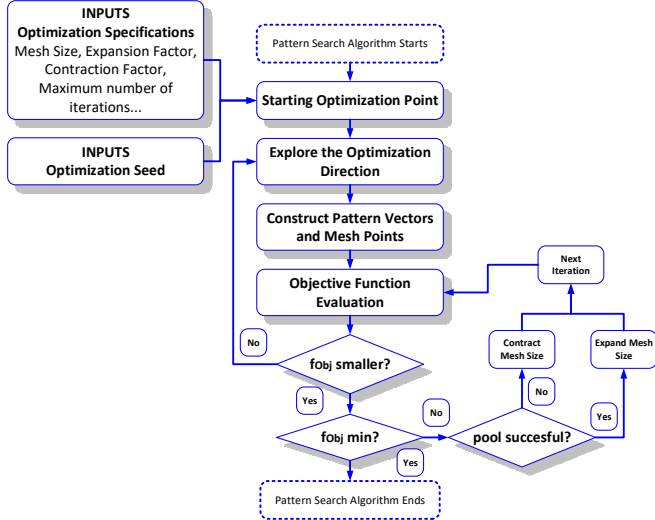 INPUTS
Optimization Specifications
Mesh Size, Expansion Factor,
Contraction Factor,
Maximum number of
iterations...
INPUTS
Optimization Seed
Pattern Search Algorithm Starts
Starting Optimization Point
Explore the Optimization
Direction
Construct Pattern Vectors
and Mesh Points
Objective Function
Evaluation
Next
Iteration
No
fobj smaller?
Contract
Mesh Size
Expand Mesh
Size
Yes
No
Yes
fobj min?
No
pool succesful?
Yes
Pattern Search Algorithm Ends